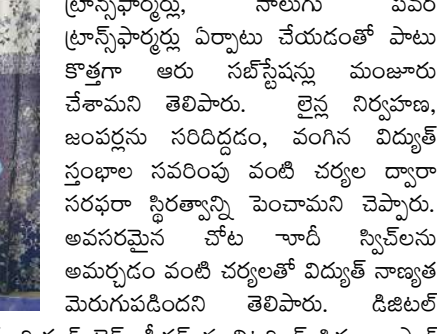 ట్రాన్స్‌ఫార్మర్లు, నాలుగు పవర్
ట్రాన్స్‌ఫార్మర్లు ఏర్పాటు చేయడంతో పాటు
కొత్తగా ఆరు సబ్‌స్టేషన్లు మంజూరు
చేశామని తెలిపారు. లైన్ల నిర్వహణ,
జంపర్లను సరిదిద్దడం, వంగిన విద్యుత్
స్తంభాల సవరింపు వంటి చర్యల ద్వారా
సరఫరా స్థిరత్వాన్ని పెంచామని చెప్పారు.
అవసరమైన చోట స్విచ్‌లను
అమర్చడం వంటి చర్యలతో విద్యుత్ నాణ్యత
మెరుగుపడిందని తెలిపారు. డిజిటల్